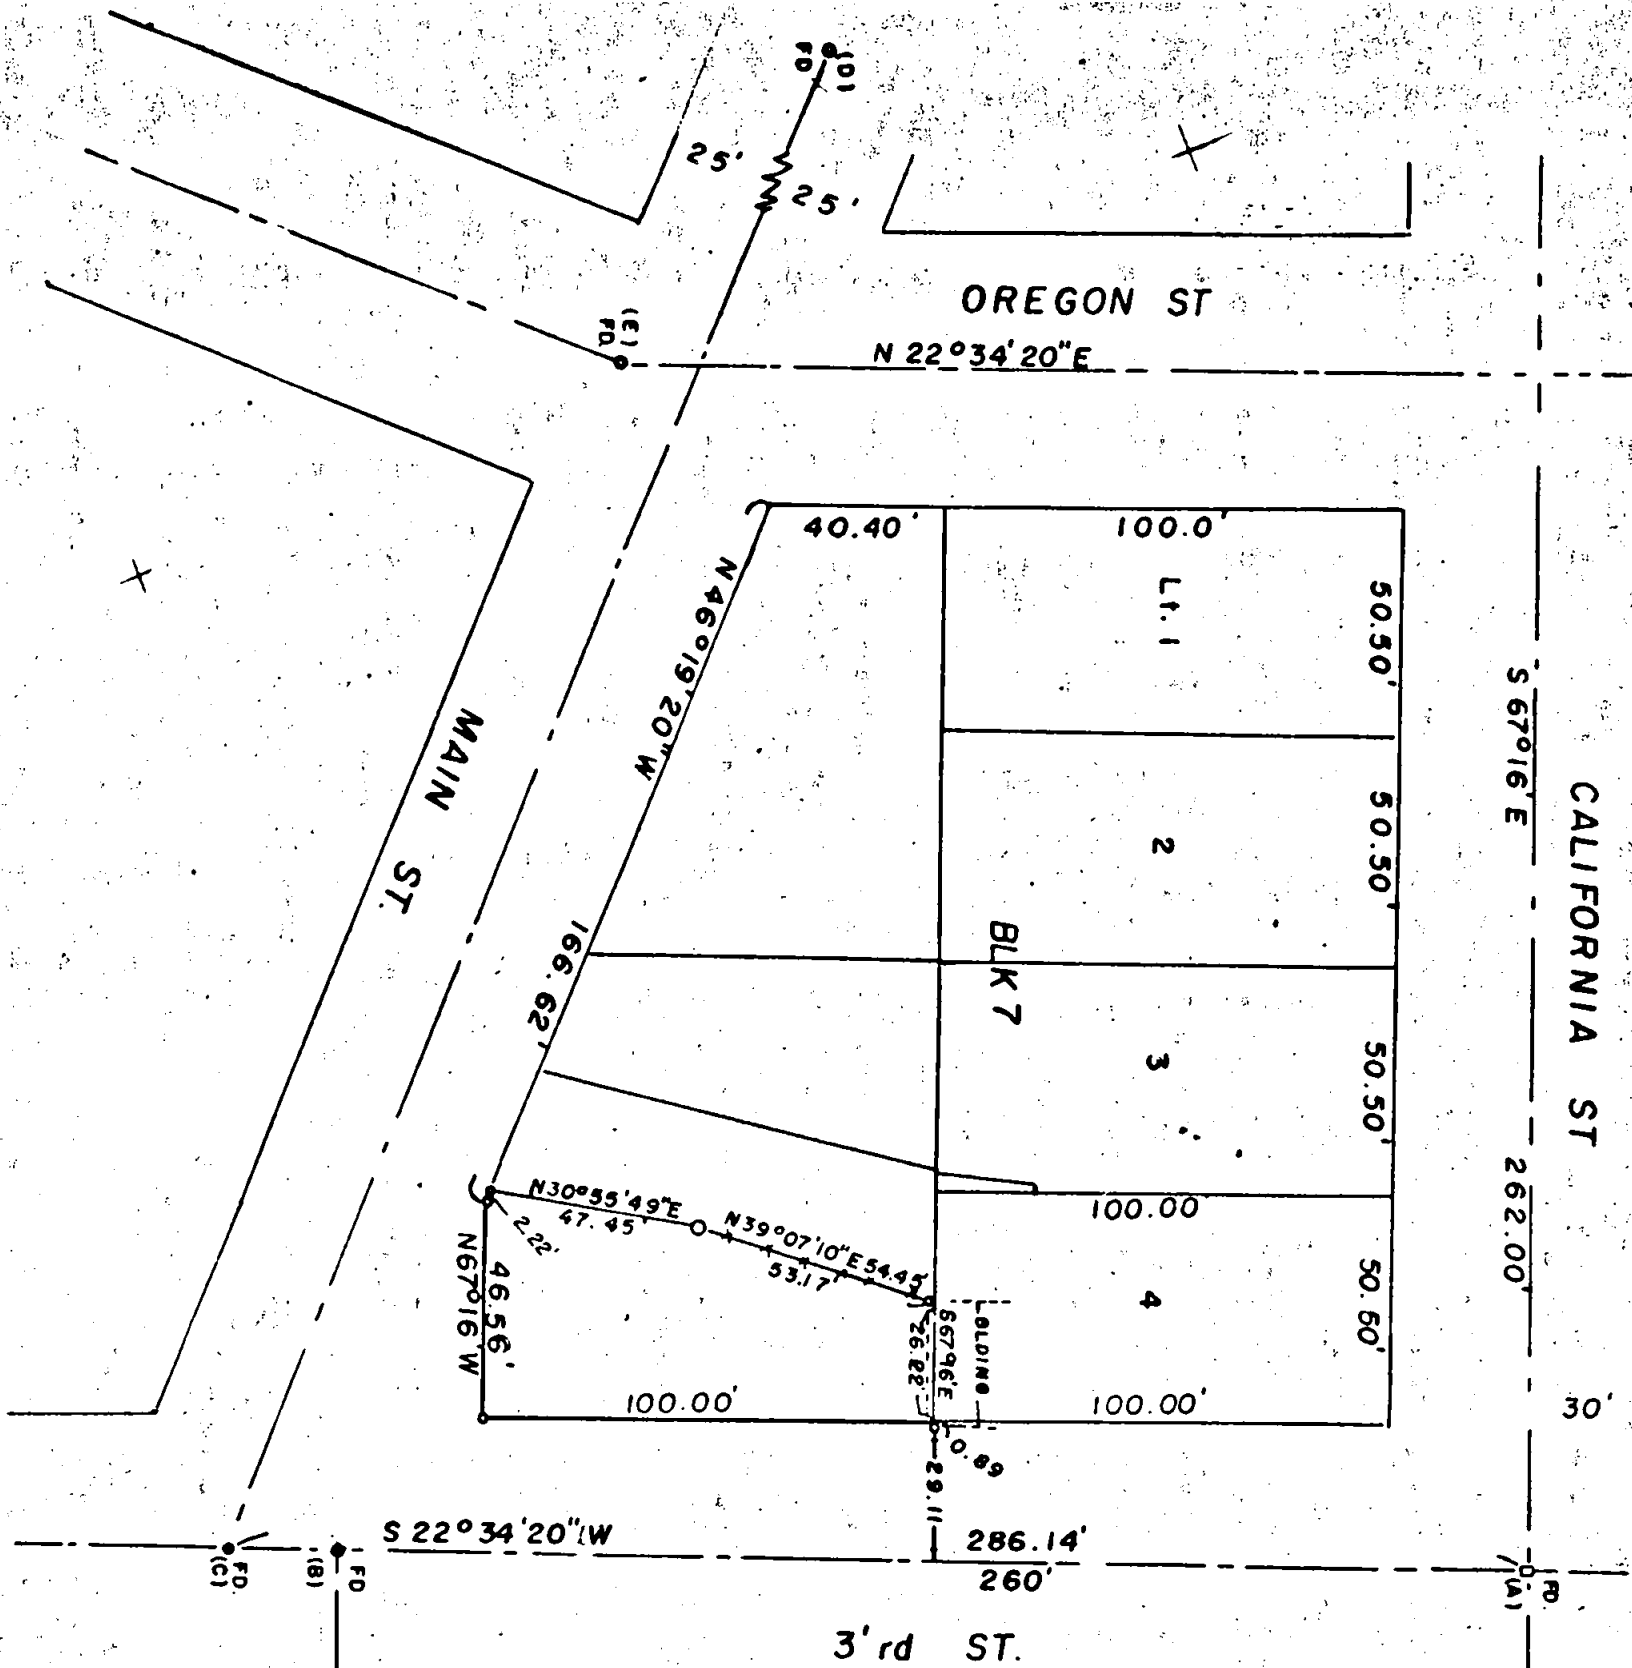 (D)
FD
25'
25'
OREGON ST
(E)
FD.
N 22°34'20"E
40.40'
100.0'
N 46°19'20" W
Lt. 1
50.50'
S 67°16' E
MAIN ST.
2
50.50'
CALIFORNIA ST
166.62'
BLK 7
3
50.50'
262.00'
N30°55'49"E
47.45'
2.22'
N39°07'10"E 54.45'
53.17'
100.00'
46.56'
N67°16' W
4
50.50'
26.22'
100.00'
100.00'
30'
0.89
29.11
S 22°34'20" W
286.14'
260'
FD.
(C)
FD
(B)
FD.
(A)
3'rd ST.